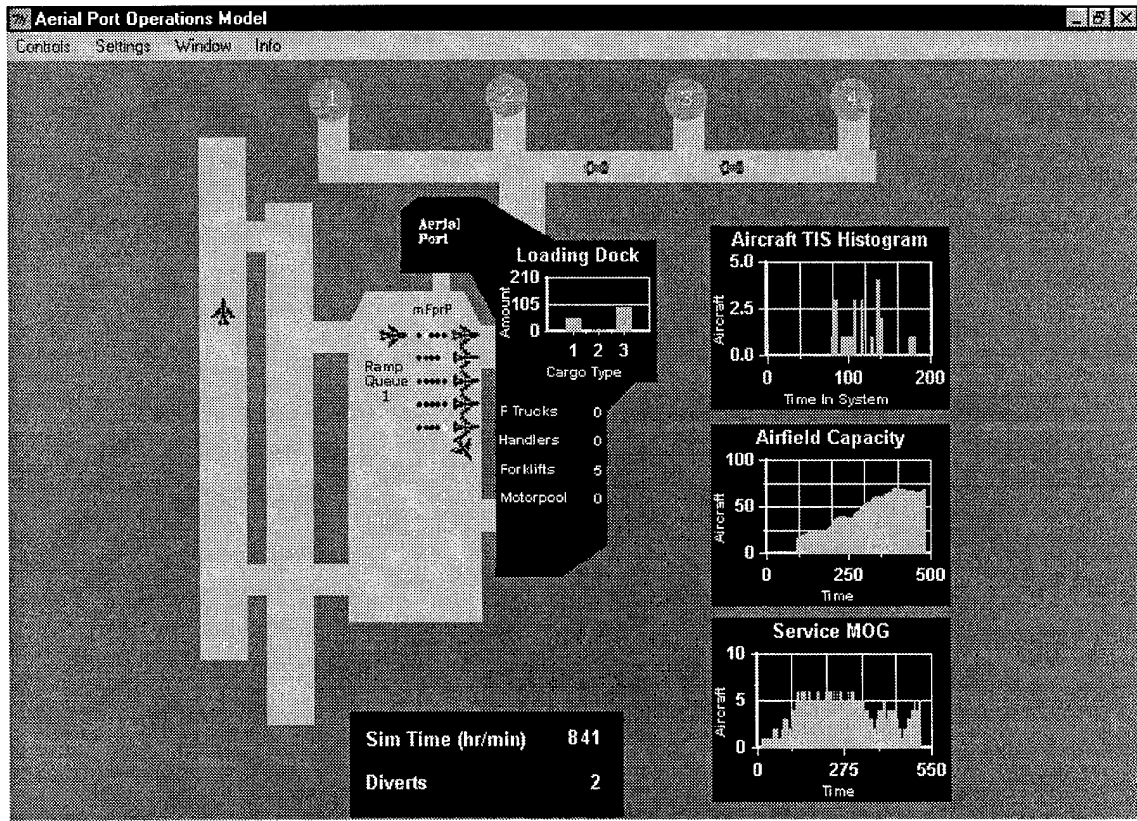 Aerial Port Operations Model
Controls Settings Window Info
1 2 3 4
Aerial
Port
Loading Dock
210
105
0
Amount
1 2 3
Cargo Type
mFprP
Ramp
Queue
1
F Trucks 0
Handlers 0
Forklifts 5
Motorpool 0
Aircraft TIS Histogram
5.0
2.5
0.0
Aircraft
0 100 200
Time In System
Airfield Capacity
100
50
0
Aircraft
0 250 500
Time
Service MOG
10
5
0
Aircraft
0 275 550
Time
Sim Time (hr/min) 841
Diverts 2